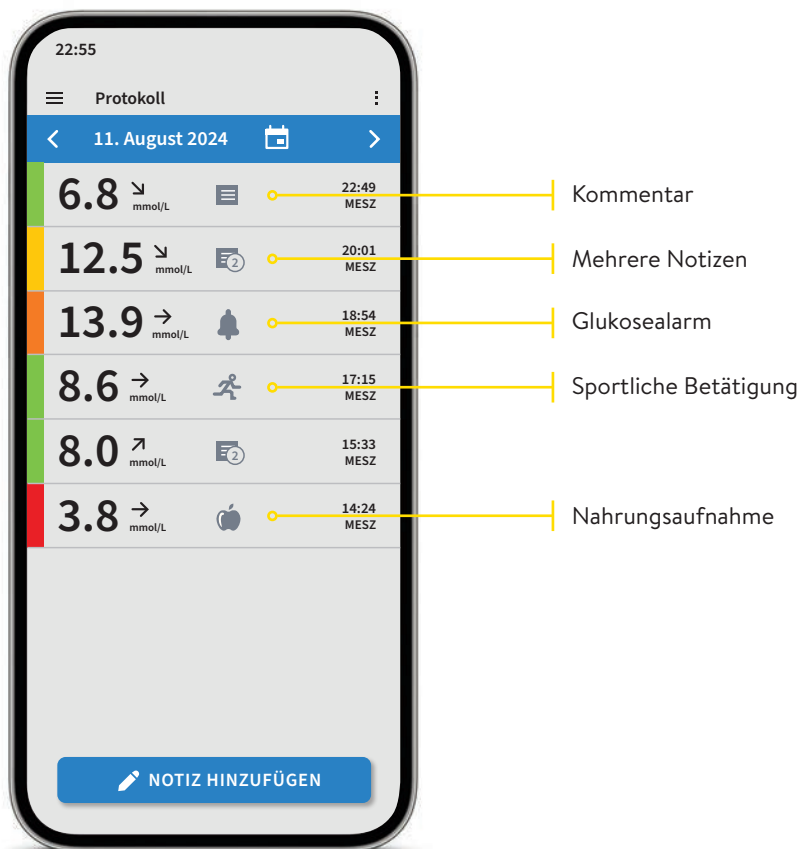 22:55
Protokoll
11. August 2024
6.8 mmol/L 22:49 MESZ Kommentar
12.5 mmol/L 2 20:01 MESZ Mehrere Notizen
13.9 mmol/L 18:54 MESZ Glukosealarm
8.6 mmol/L 17:15 MESZ Sportliche Betätigung
8.0 mmol/L 2 15:33 MESZ
3.8 mmol/L 14:24 MESZ Nahrungsaufnahme
NOTIZ HINZUFÜGEN